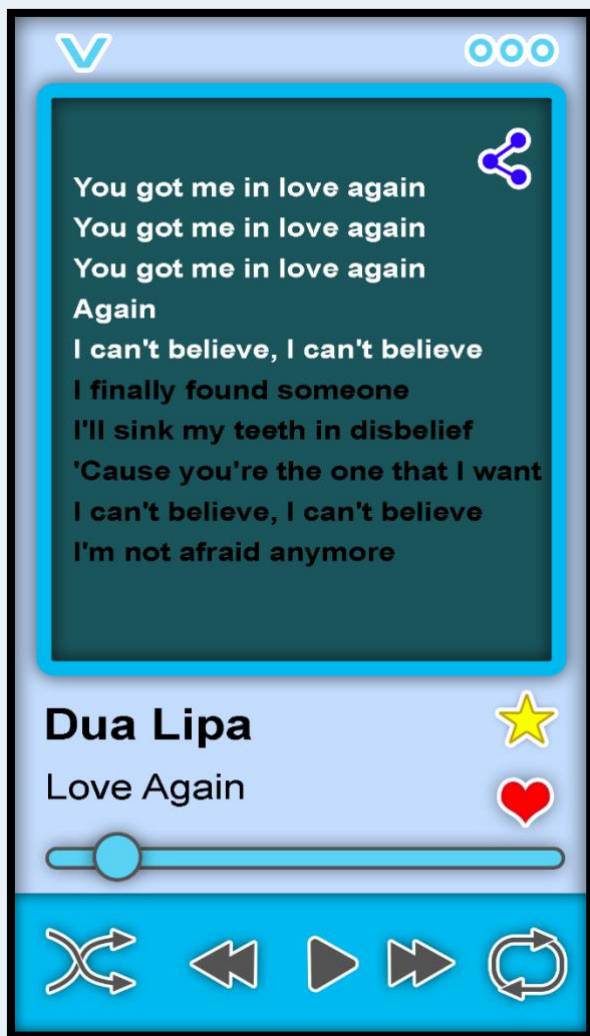 You got me in love again
You got me in love again
You got me in love again
Again
I can't believe, I can't believe
I finally found someone
I'll sink my teeth in disbelief
'Cause you're the one that I want
I can't believe, I can't believe
I'm not afraid anymore
Dua Lipa
Love Again